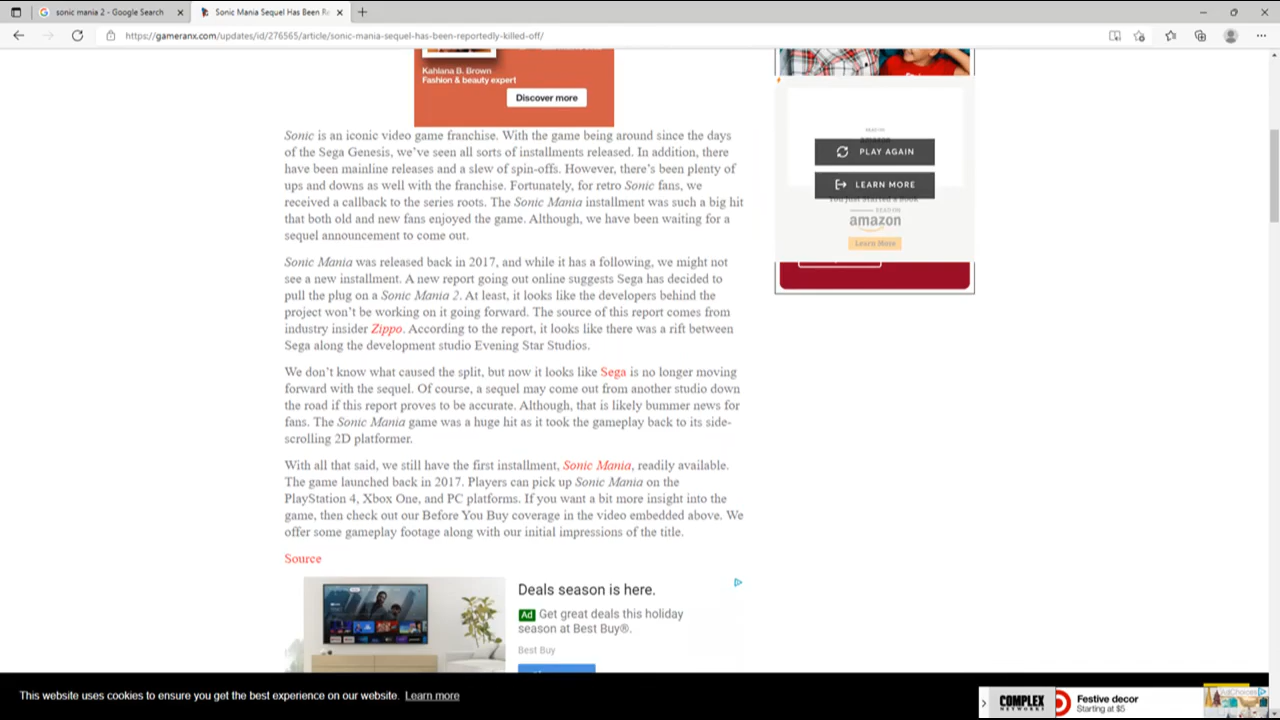 sonic mania 2 - Google Search
Sonic Mania Sequel Has Been Re
https://gameranx.com/updates/id/276565/article/sonic-mania-sequel-has-been-reportedly-killed-off/
Kahlana B. Brown
Fashion & beauty expert
Discover more
Sonic is an iconic video game franchise. With the game being around since the days
of the Sega Genesis, we've seen all sorts of installments released. In addition, there
have been mainline releases and a slew of spin-offs. However, there's been plenty of
ups and downs as well with the franchise. Fortunately, for retro Sonic fans, we
received a callback to the series roots. The Sonic Mania installment was such a big hit
that both old and new fans enjoyed the game. Although, we have been waiting for a
sequel announcement to come out.
Sonic Mania was released back in 2017, and while it has a following, we might not
see a new installment. A new report going out online suggests Sega has decided to
pull the plug on a Sonic Mania 2. At least, it looks like the developers behind the
project won't be working on it going forward. The source of this report comes from
industry insider Zippo. According to the report, it looks like there was a rift between
Sega along the development studio Evening Star Studios.
We don't know what caused the split, but now it looks like Sega is no longer moving
forward with the sequel. Of course, a sequel may come out from another studio down
the road if this report proves to be accurate. Although, that is likely bummer news for
fans. The Sonic Mania game was a huge hit as it took the gameplay back to its side-
scrolling 2D platformer.
With all that said, we still have the first installment, Sonic Mania, readily available.
The game launched back in 2017. Players can pick up Sonic Mania on the
PlayStation 4, Xbox One, and PC platforms. If you want a bit more insight into the
game, then check out our Before You Buy coverage in the video embedded above. We
offer some gameplay footage along with our initial impressions of the title.
Source
PLAY AGAIN
LEARN MORE
READ ON
amazon
Learn More
Deals season is here.
Ad Get great deals this holiday
season at Best Buy®.
Best Buy
This website uses cookies to ensure you get the best experience on our website. Learn more
COMPLEX
NETWORKS
Festive decor
Starting at $5
AdChoices